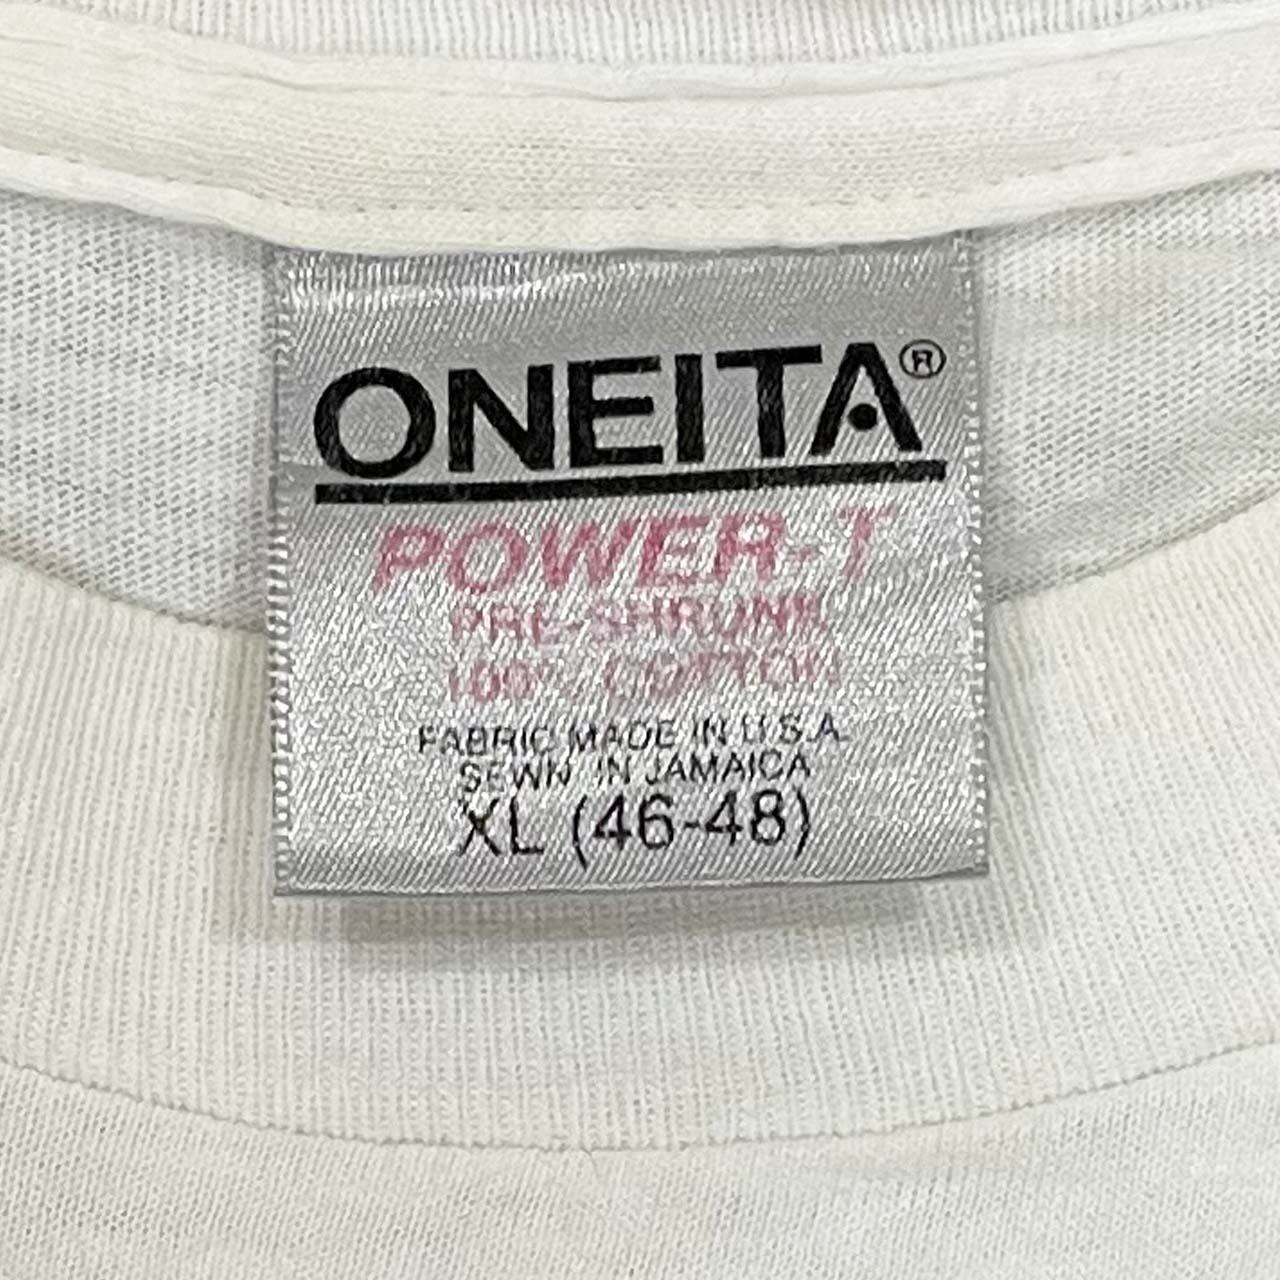 ONEITA®
POWER-T
PRE-SHRUNK
100% COTTON
FABRIC MADE IN U.S.A.
SEWN IN JAMAICA
XL (46-48)